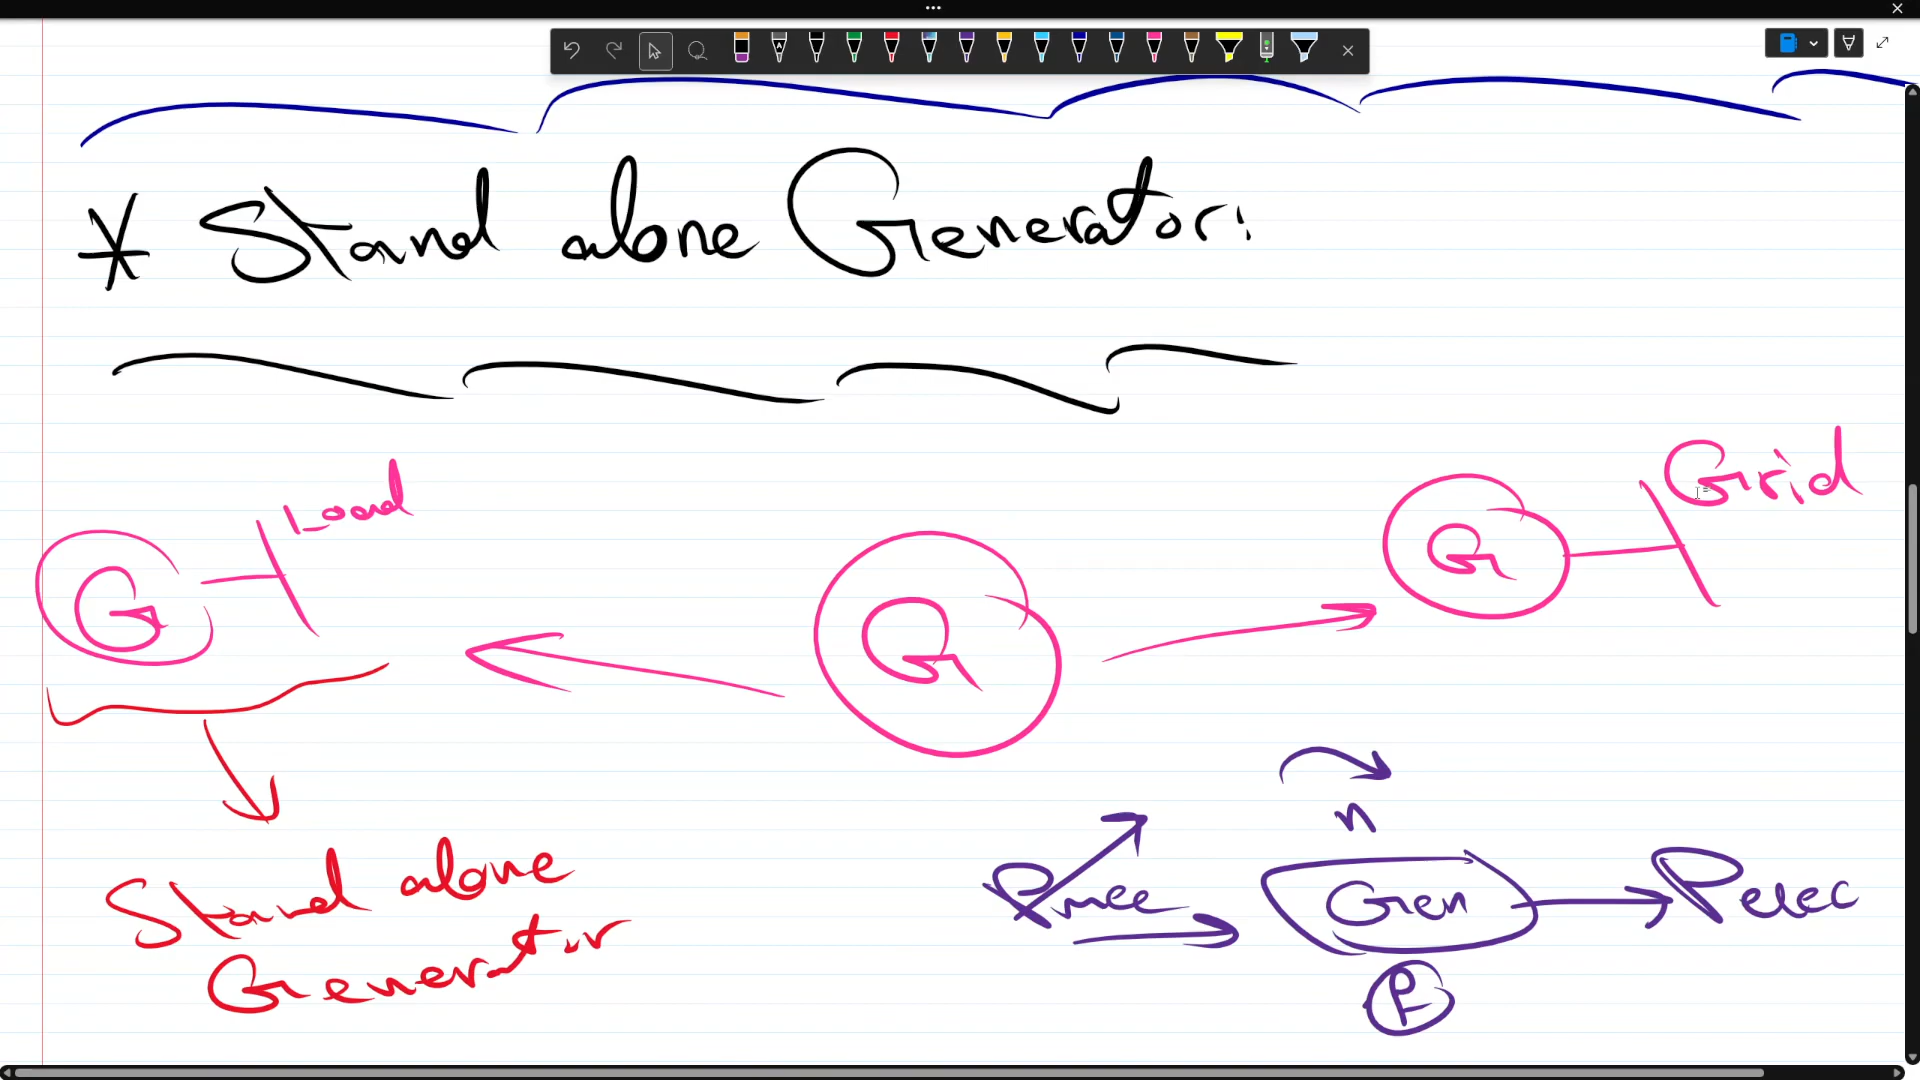 * Stand alone Generator:
Load
Grid
G
G
G
n
Pmec
Gen
Pelec
P
Stand alone
Generator